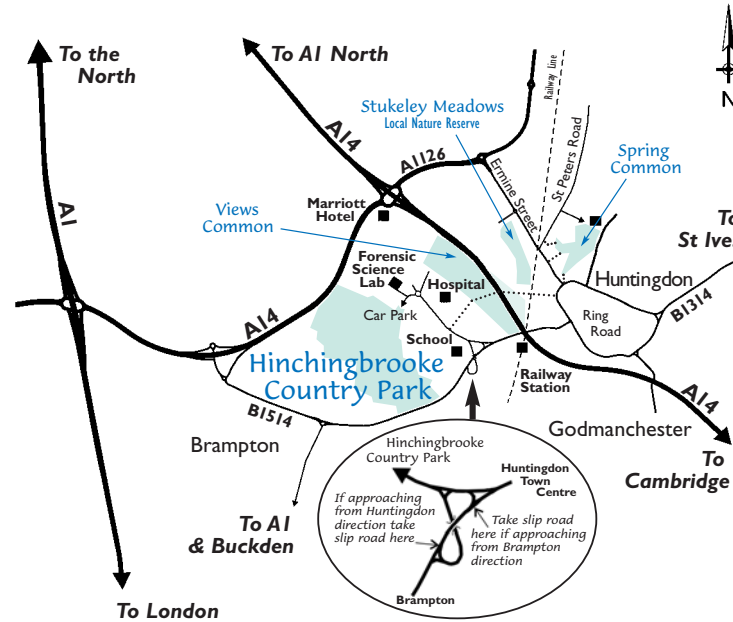 To the
North
To A1 North
Railway Line
N
Stukeley Meadows
Local Nature Reserve
A14
A1126
St Peters Road
Spring
Common
Ermine Street
A1
Views
Common
Marriott
Hotel
To
St Ive
Forensic
Science
Lab
Hospital
Huntingdon
Car Park
B1314
A14
Ring
Road
School
Hinchingbrooke
Country Park
Railway
Station
A14
B1514
Brampton
Godmanchester
To
Cambridge
Hinchingbrooke
Country Park
Huntingdon
Town
Centre
If approaching
from Huntingdon
direction take
slip road here
Take slip road
here if approaching
from Brampton
direction
Brampton
To A1
& Buckden
To London